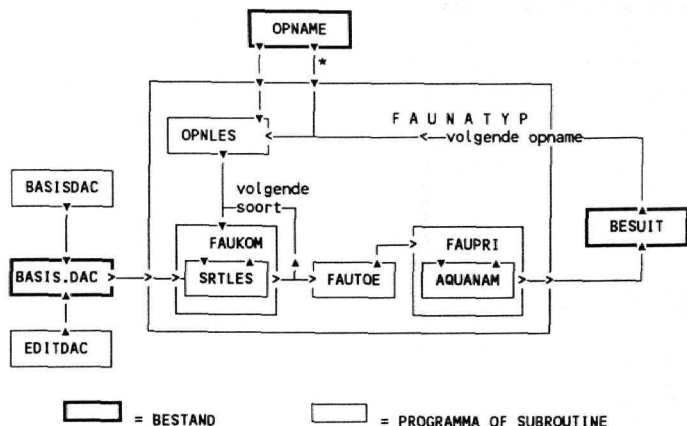 OPNAME
*
F A U N A T Y P
OPNLES
volgende opname
BASISDAC
volgende
soort
BESUIT
FAUKOM
FAUPRI
BASIS.DAC
SRTLES
FAUTOE
AQUANAM
EDITDAC
= BESTAND
= PROGRAMMA OF SUBROUTINE